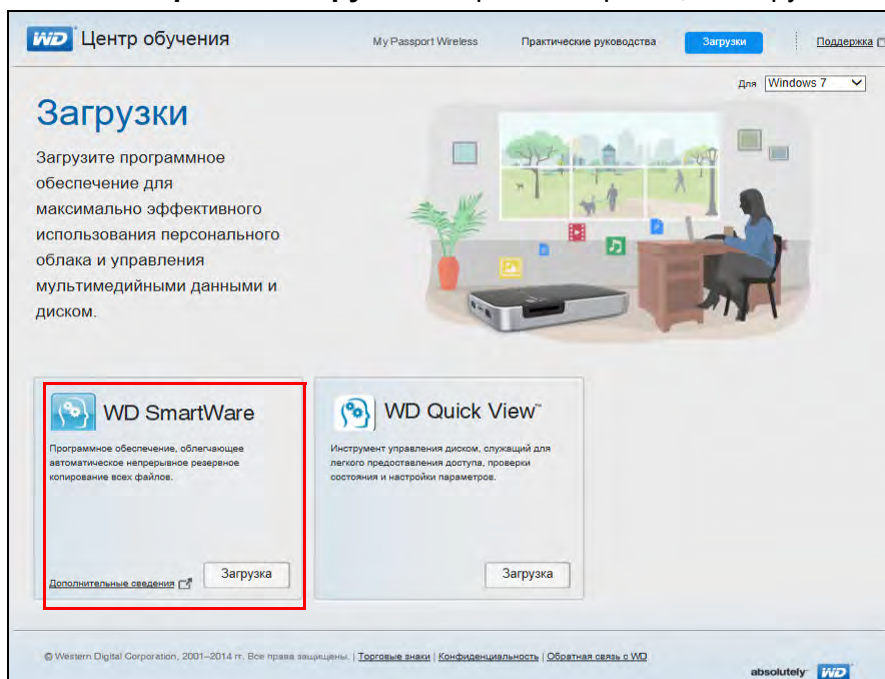 WD Центр обучения
My Passport Wireless
Практические руководства
Загрузки
Поддержка
Для Windows 7
Загрузки
Загрузите программное
обеспечение для
максимально эффективного
использования персонального
облака и управления
мультимедийными данными и
диском.
WD SmartWare
Программное обеспечение, облегчающее
автоматическое непрерывное резервное
копирование всех файлов.
Дополнительные сведения
Загрузка
WD Quick View™
Инструмент управления диском, служащий для
легкого предоставления доступа, проверки
состояния и настройки параметров.
Загрузка
© Western Digital Corporation, 2001–2014 гг. Все права защищены. | Торговые знаки | Конфиденциальность | Обратная связь с WD
absolutely WD